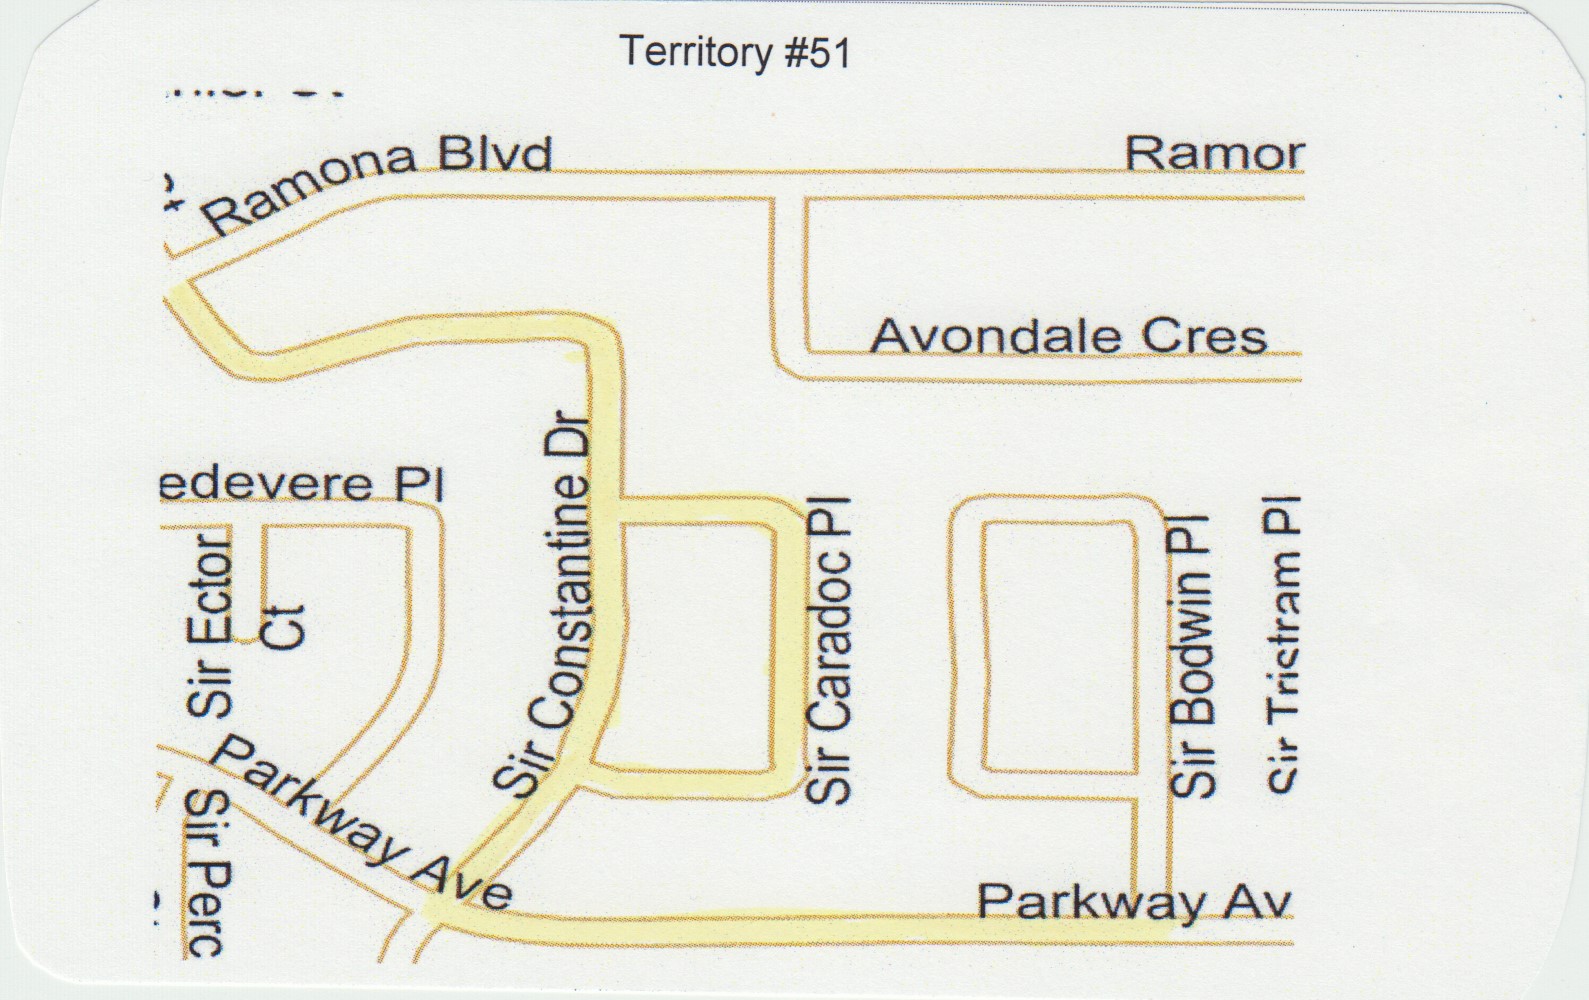 Territory #51
Ramona Blvd
Ramor
Avondale Cres
edevere Pl
Sir Constantine Dr
Sir Caradoc Pl
Sir Bodwin Pl
Sir Tristram Pl
Sir Ector
Ct
Parkway Ave
Sir Perc
Parkway Av